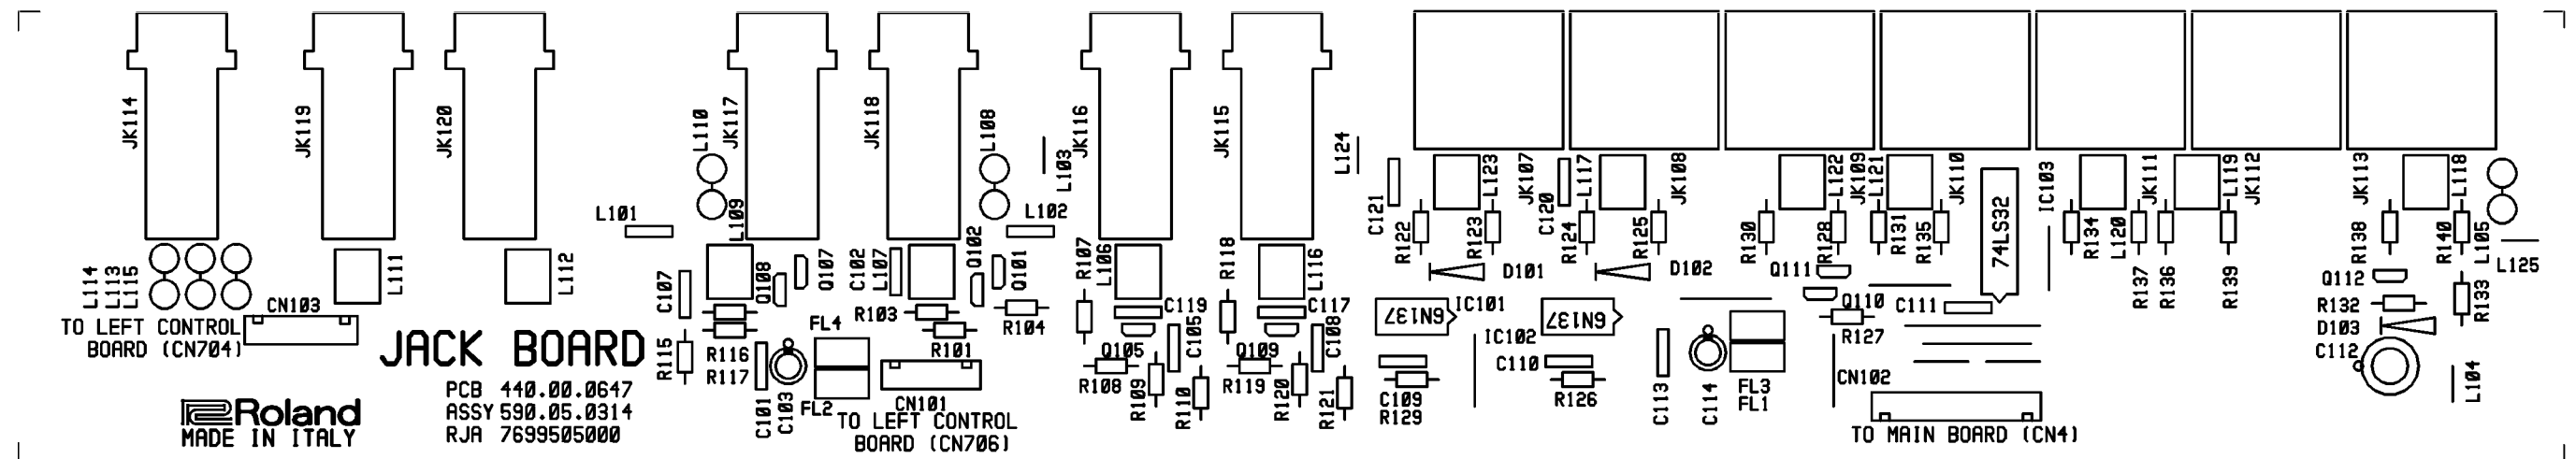 JK114
JK119
JK120
L110
JK117
JK118
L108
L103
JK116
JK115
L124
L123
JK107
L117
JK108
L122
JK109
L121
JK110
IC103
JK111
L119
JK112
JK113
L118
L101
L109
L102
C121
R122
R123
C120
R124
R125
R130
R128
R131
R135
74LS32
R134
L120
R137
R136
R139
R138
R140
L105
L125
L114
L113
L115
L111
L112
C107
Q108
Q107
C102
L107
Q102
Q101
R107
L106
R118
L116
D101
D102
Q111
Q110
C111
Q112
R132
R133
D103
C112
CN103
TO LEFT CONTROL
BOARD (CN704)
JACK BOARD
R115
R116
R117
FL4
R103
R101
R104
C119
C105
Q105
C117
C108
Q109
6N137
IC101
IC102
6N137
R127
R108
R109
R110
R119
R120
R121
C109
R129
C110
R126
C113
C114
FL3
FL1
CN102
L104
PCB 440.00.0647
ASSY 590.05.0314
RJA 7699505000
Roland
MADE IN ITALY
C101
C103
FL2
CN101
TO LEFT CONTROL
BOARD (CN706)
TO MAIN BOARD (CN4)